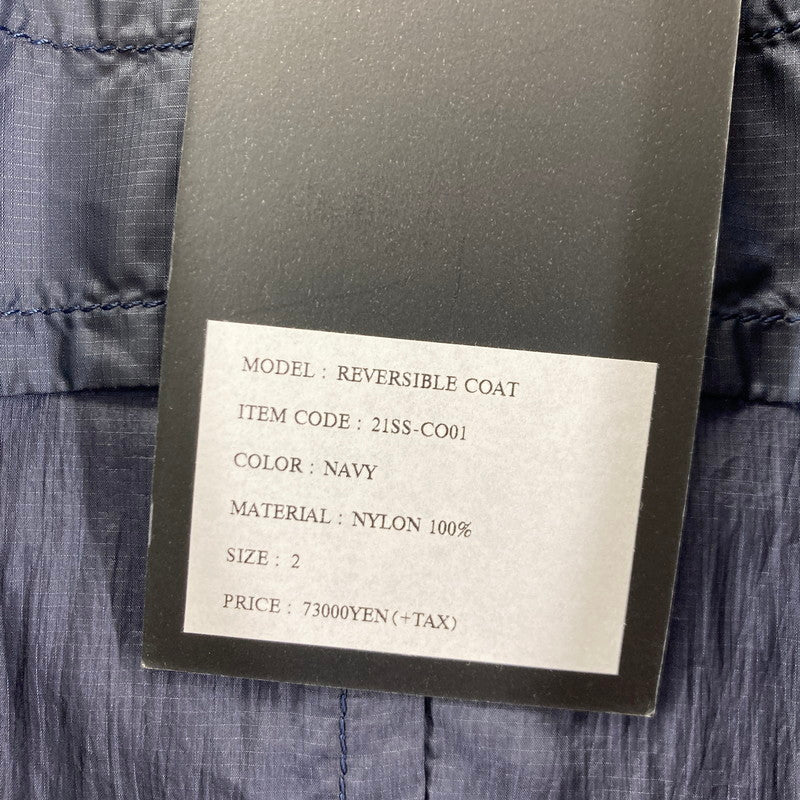 MODEL : REVERSIBLE COAT
ITEM CODE : 21SS-CO01
COLOR : NAVY
MATERIAL : NYLON 100%
SIZE : 2
PRICE : 73000YEN(+TAX)